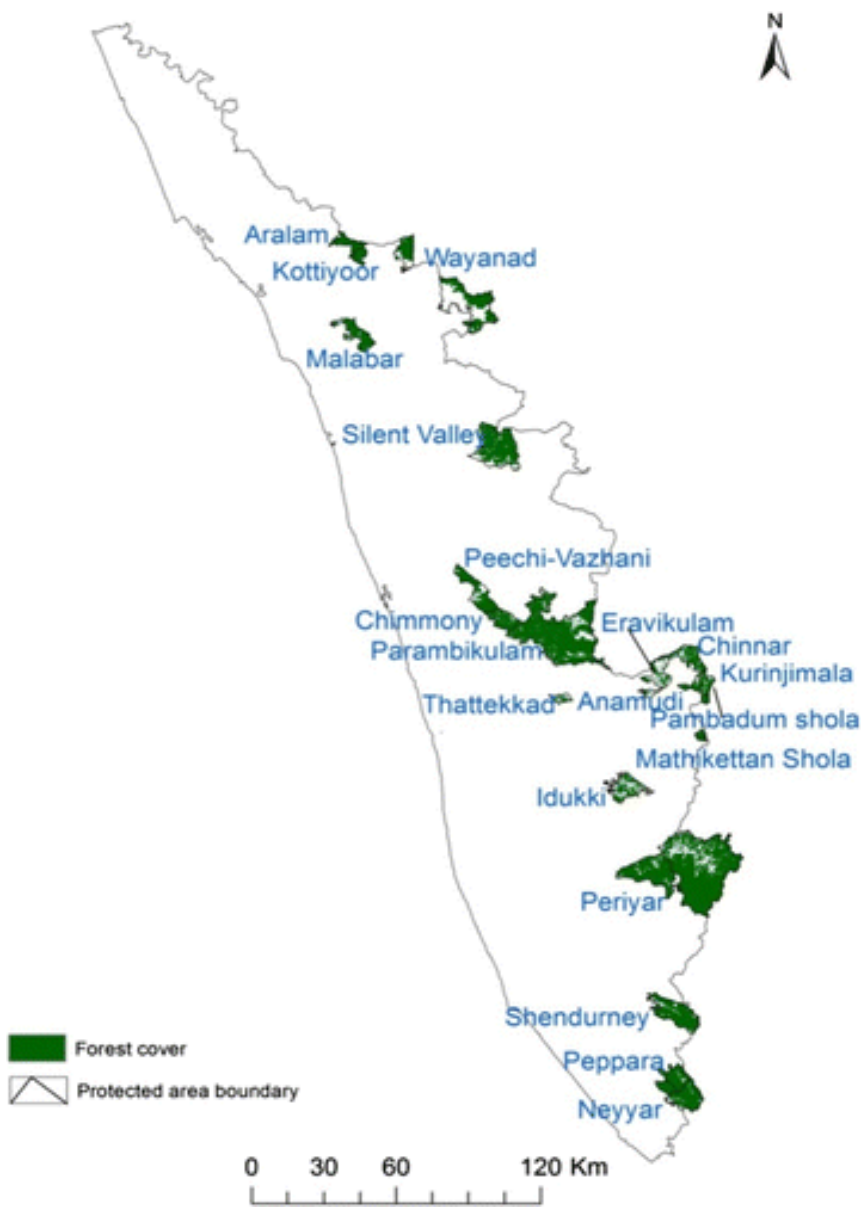 N
Aralam
Kottiyoor
Wayanad
Malabar
Silent Valley
Peechi-Vazhani
Chimmony
Parambikulam
Eravikulam
Chinnar
Kurinjimala
Thattekkad
Anamudi
Pambadum shola
Mathikettan Shola
Idukki
Periyar
Shendurney
Peppara
Neyyar
Forest cover
Protected area boundary
0 30 60 120 Km